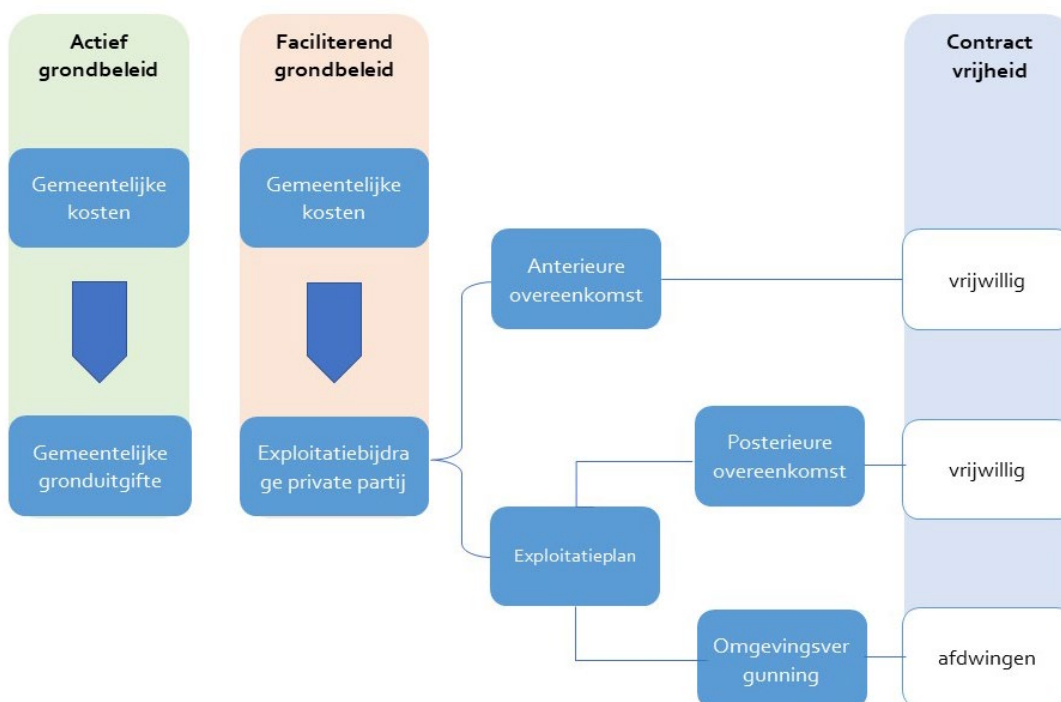 Actief
grondbeleid
Faciliterend
grondbeleid
Contract
vrijheid
Gemeentelijke
kosten
Gemeentelijke
kosten
Anterieure
overeenkomst
vrijwillig
Gemeentelijke
gronduitgifte
Exploitatiebijdra
ge private partij
Posterieure
overeenkomst
vrijwillig
Exploitatieplan
Omgevingsver
gunning
afdwingen